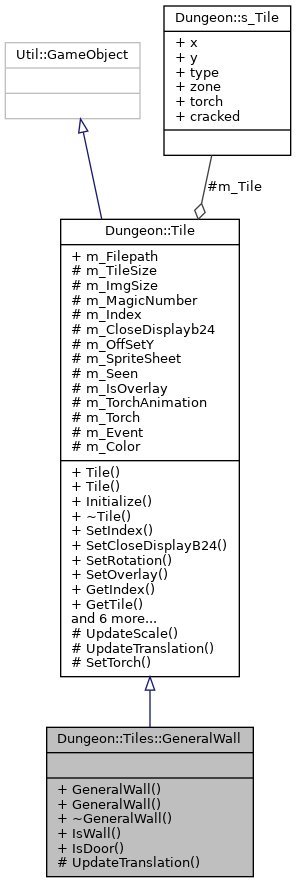 Dungeon::s_Tile
+ x
+ y
+ type
+ zone
+ torch
+ cracked
Util::GameObject
#m_Tile
Dungeon::Tile
+ m_Filepath
# m_TileSize
# m_ImgSize
# m_MagicNumber
# m_Index
# m_CloseDisplayb24
# m_OffSetY
# m_SpriteSheet
# m_Seen
# m_IsOverlay
# m_TorchAnimation
# m_Torch
# m_Event
# m_Color
+ Tile()
+ Tile()
+ Initialize()
+ ~Tile()
+ SetIndex()
+ SetCloseDisplayB24()
+ SetRotation()
+ SetOverlay()
+ GetIndex()
+ GetTile()
and 6 more...
# UpdateScale()
# UpdateTranslation()
# SetTorch()
Dungeon::Tiles::GeneralWall
+ GeneralWall()
+ GeneralWall()
+ ~GeneralWall()
+ IsWall()
+ IsDoor()
# UpdateTranslation()